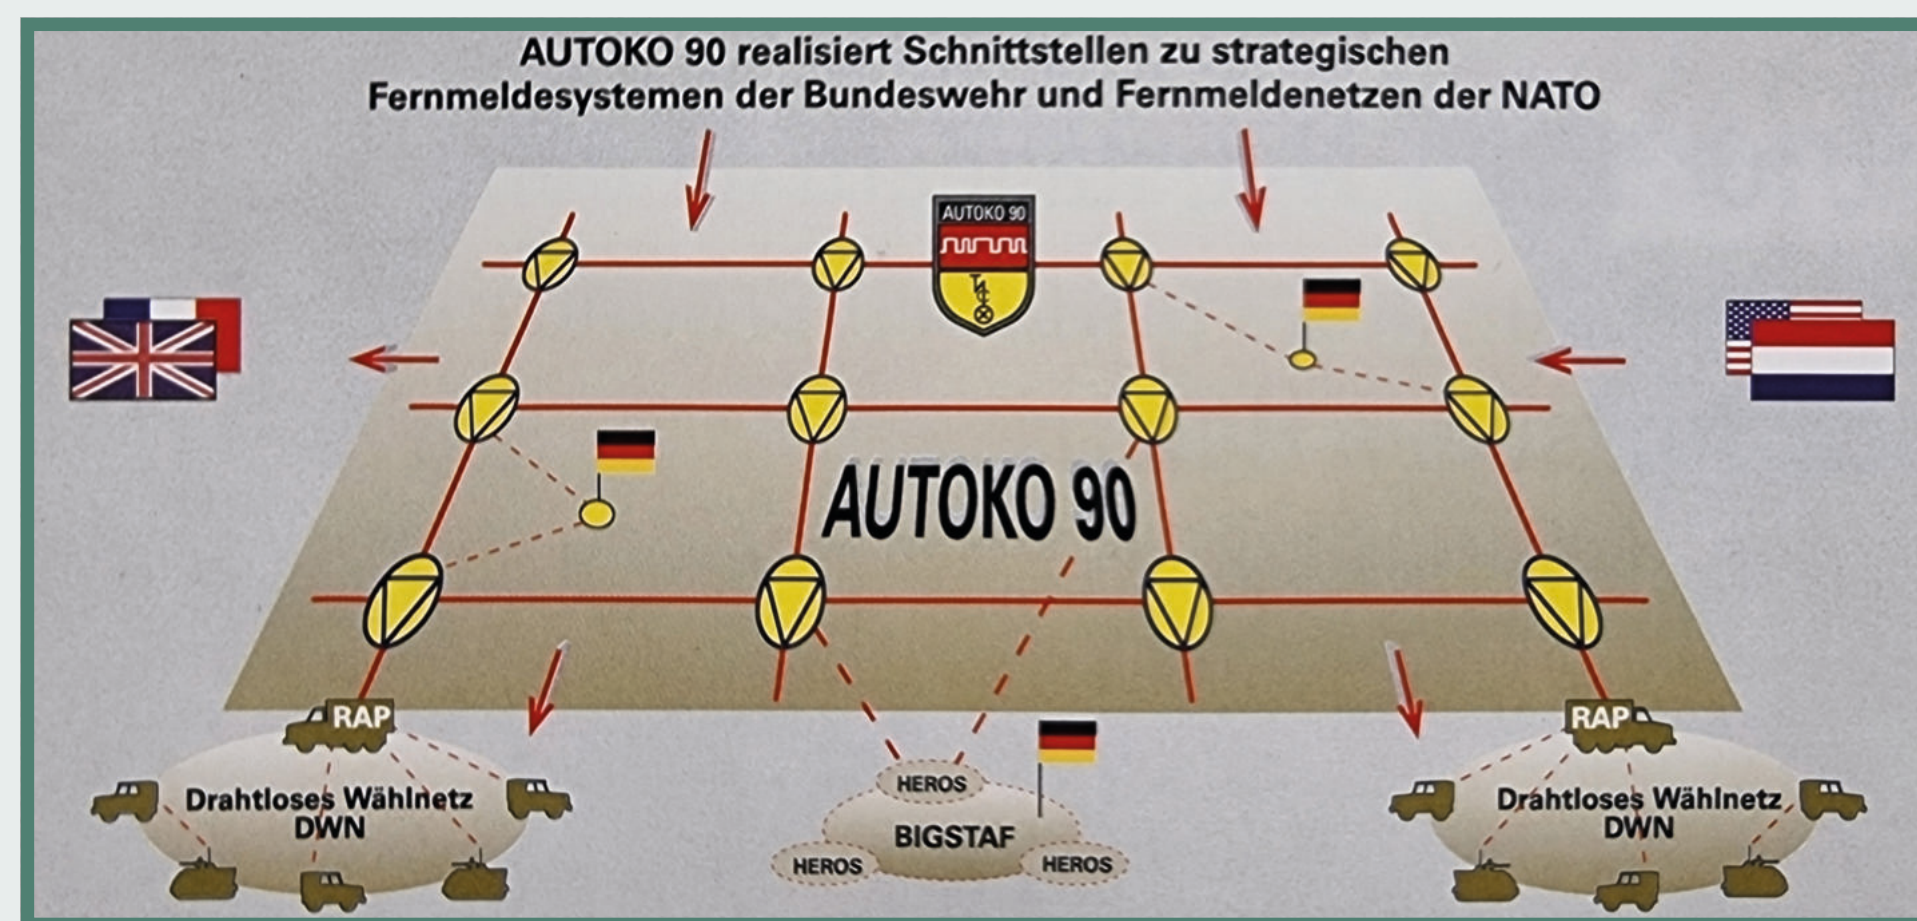 AUTOKO 90 realisiert Schnittstellen zu strategischen
Fernmeldesystemen der Bundeswehr und Fernmeldenetzen der NATO
AUTOKO 90
AUTOKO 90
RAP
RAP
Drahtloses Wählnetz
DWN
HEROS
BIGSTAF
HEROS
HEROS
Drahtloses Wählnetz
DWN